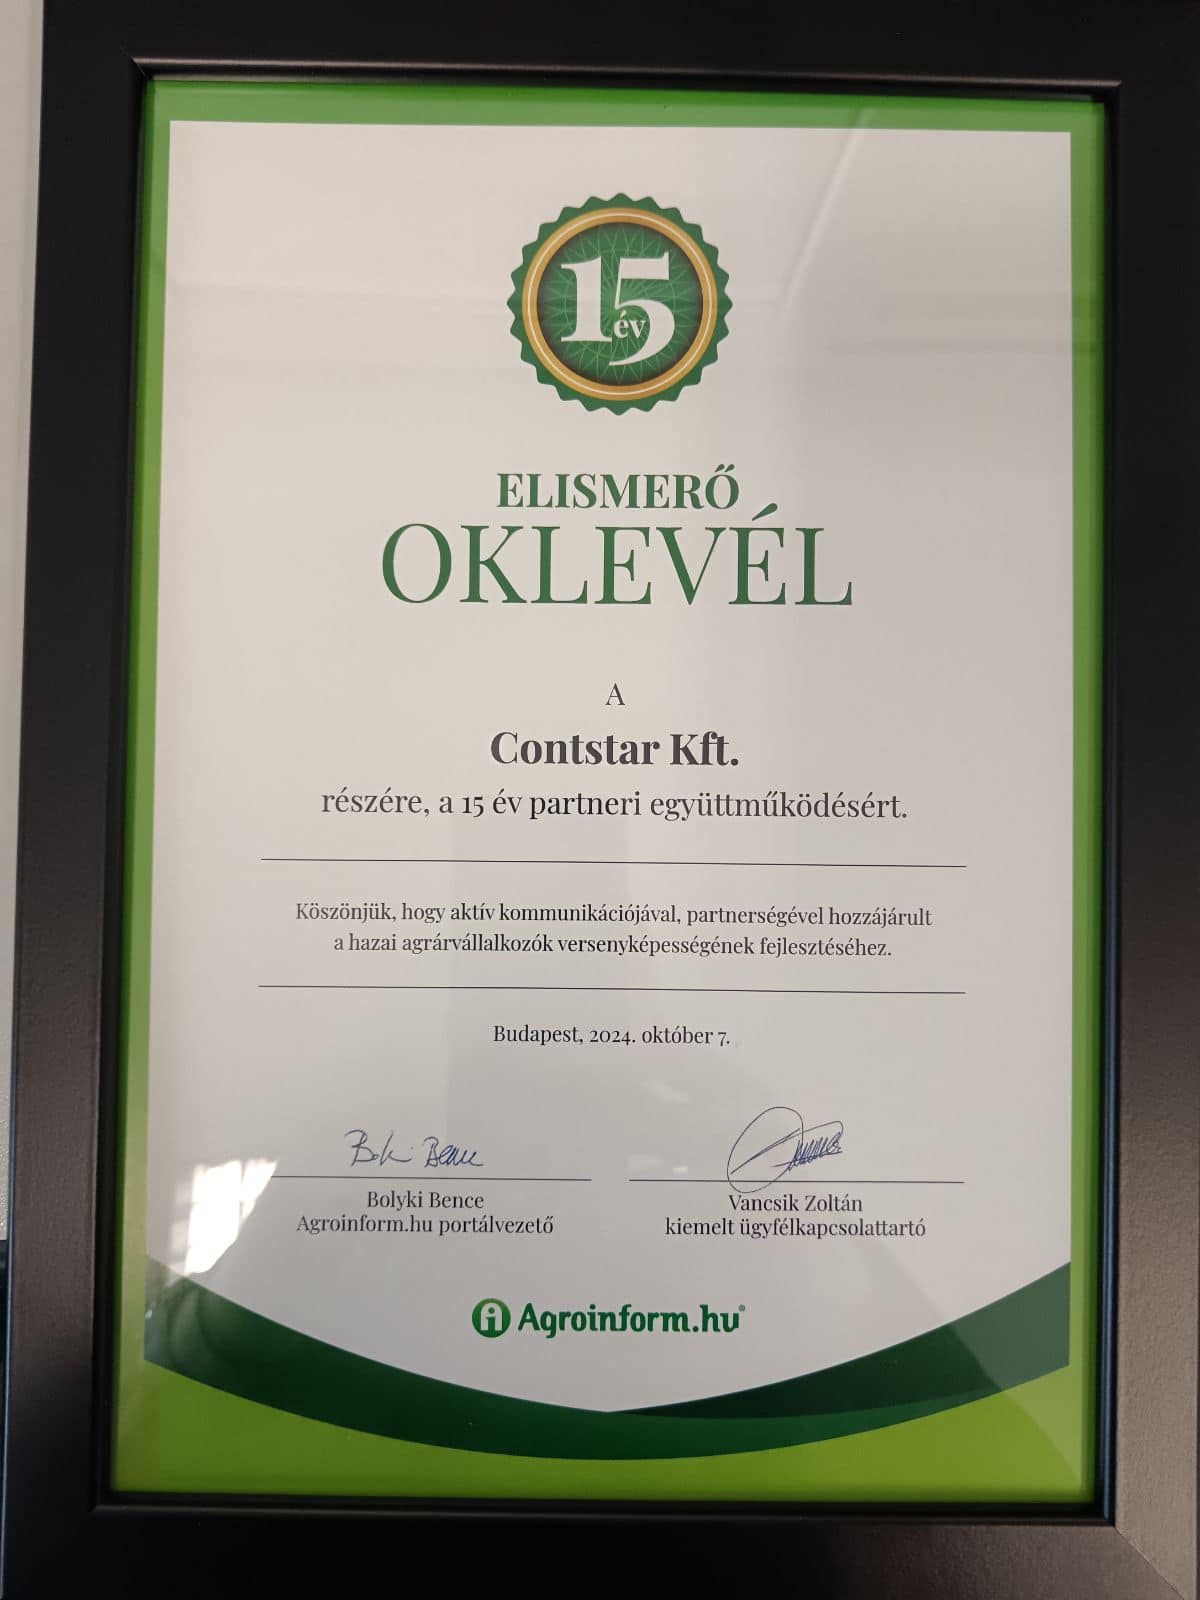 15
év
ELISMERŐ
OKLEVÉL
A
Contstar Kft.
részére, a 15 év partneri együttműködésért.
Köszönjük, hogy aktív kommunikációjával, partnerségével hozzájárult
a hazai agrárvállalkozók versenyképességének fejlesztéséhez.
Budapest, 2024. október 7.
Bolyki Bence
Agroinform.hu portálvezető
Vancsik Zoltán
kiemelt ügyfélkapcsolattartó
Agroinform.hu®